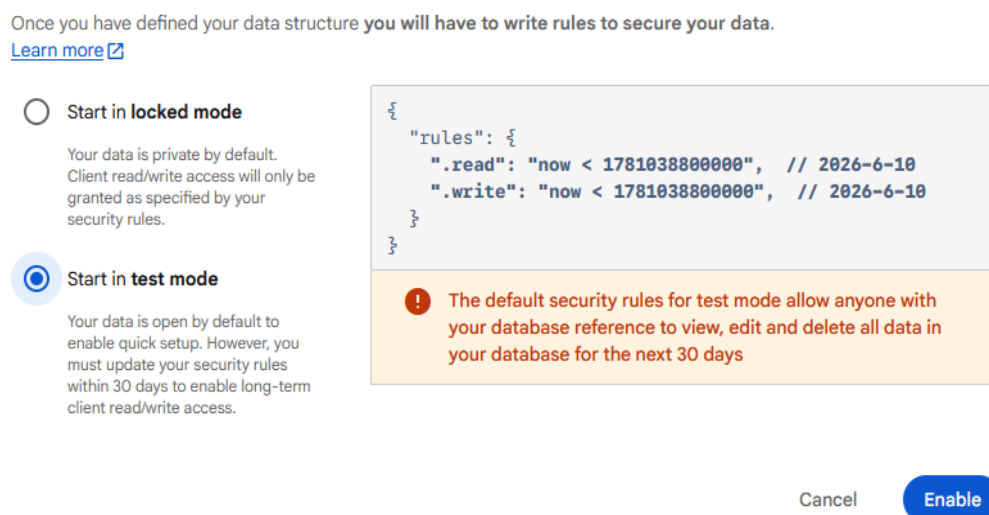 Once you have defined your data structure you will have to write rules to secure your data.
Learn more
Start in locked mode
Your data is private by default.
Client read/write access will only be
granted as specified by your
security rules.
Start in test mode
Your data is open by default to
enable quick setup. However, you
must update your security rules
within 30 days to enable long-term
client read/write access.
{
"rules": {
".read": "now < 1781038800000",  // 2026-6-10
".write": "now < 1781038800000",  // 2026-6-10
}
}
The default security rules for test mode allow anyone with
your database reference to view, edit and delete all data in
your database for the next 30 days
Cancel
Enable